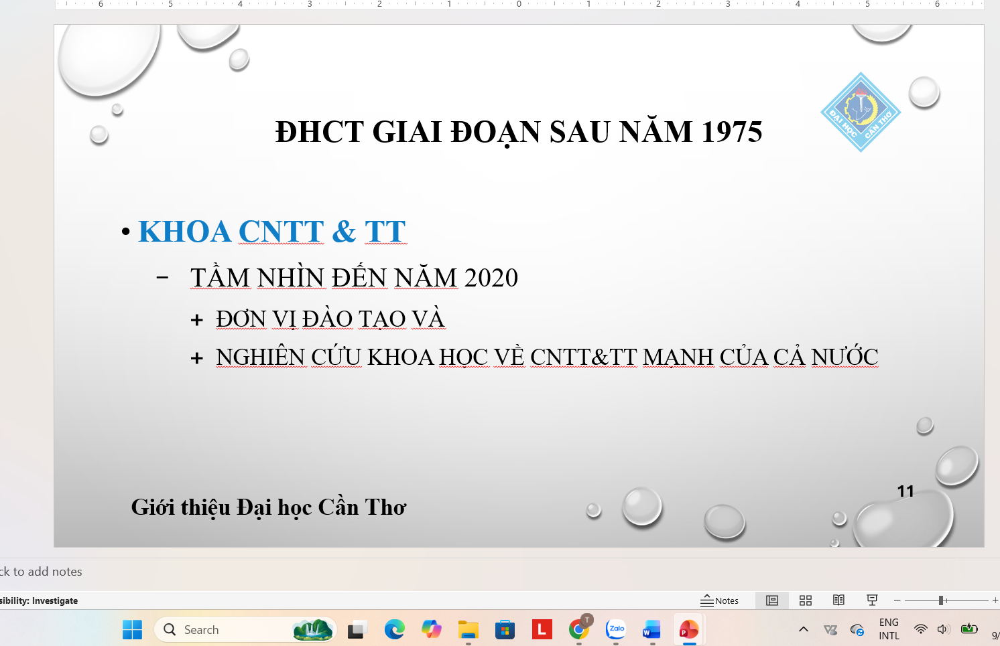 6 5 4 3 2 1 0 1 2 3 4 5 6
ĐẠI HỌC CẦN THƠ
ĐHCT GIAI ĐOẠN SAU NĂM 1975
• KHOA CNTT & TT
− TẦM NHÌN ĐẾN NĂM 2020
+ ĐƠN VỊ ĐÀO TẠO VÀ
+ NGHIÊN CỨU KHOA HỌC VỀ CNTT&TT MẠNH CỦA CẢ NƯỚC
11
Giới thiệu Đại học Cần Thơ
ck to add notes
sibility: Investigate
Notes
Search
L
T
Zalo
W
P
ENG
INTL
9/